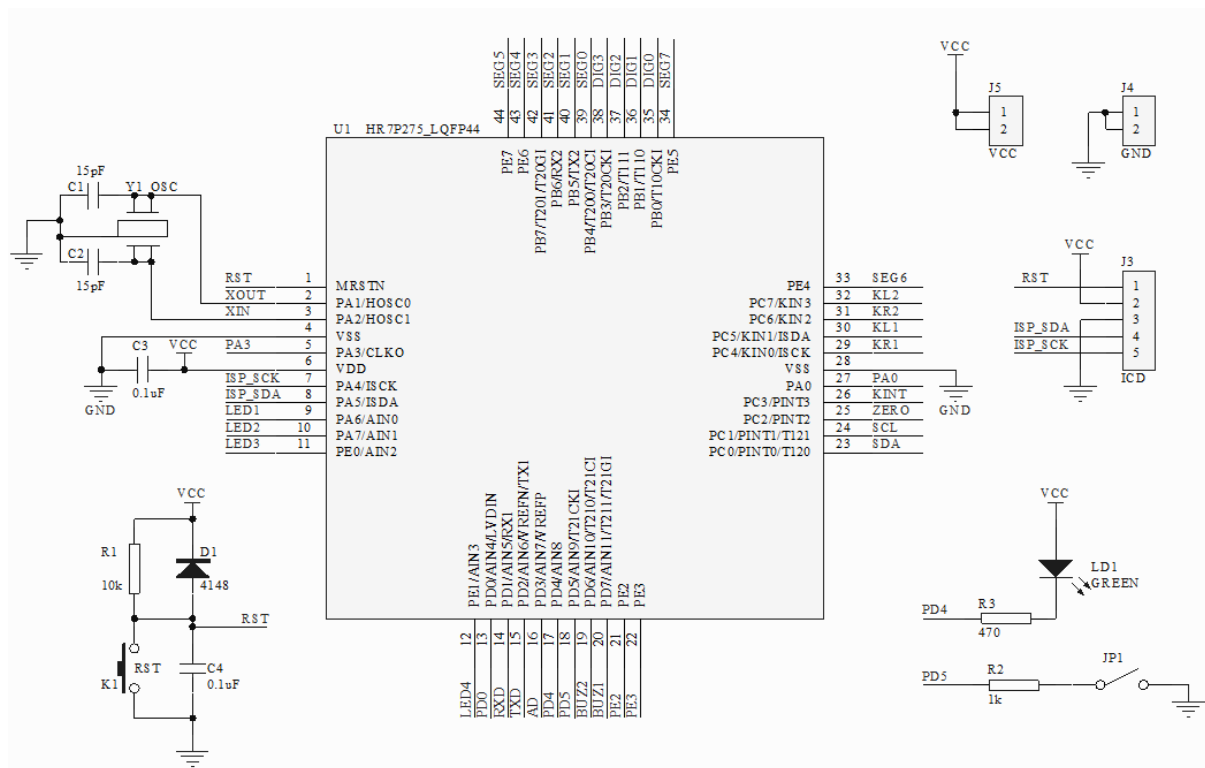 SEG5
SEG4
SEG3
SEG2
SEG1
SEG0
DIG3
DIG2
DIG1
DIG0
SEG7
44
43
42
41
40
39
38
37
36
35
34
U1 HR7P275_LQFP44
PE7
PE6
PB7/T201/T20GI
PB6/RX2
PB5/TX2
PB4/T200/T20CI
PB3/T20CKI
PB2/T111
PB1/T110
PB0/T10CKI
PE5
VCC
J5
1
2
VCC
J4
1
2
GND
15pF
C1
Y1 OSC
C2
15pF
RST 1 MRSTN
XOUT 2 PA1/HOSC0
XIN 3 PA2/HOSC1
4 VSS
PA3 5 PA3/CLKO
6 VDD
ISP_SCK 7 PA4/ISCK
ISP_SDA 8 PA5/ISDA
LED1 9 PA6/AIN0
LED2 10 PA7/AIN1
LED3 11 PE0/AIN2
C3
VCC
0.1uF
GND
PE4 33 SEG6
PC7/KIN3 32 KL2
PC6/KIN2 31 KR2
PC5/KIN1/ISDA 30 KL1
PC4/KIN0/ISCK 29 KR1
VSS 28
PA0 27 PA0
PC3/PINT3 26 KINT
PC2/PINT2 25 ZERO
PC1/PINT1/T121 24 SCL
PC0/PINT0/T120 23 SDA
GND
VCC
J3
RST 1
2
3
ISP_SDA 4
ISP_SCK 5
ICD
VCC
R1
10k
D1
4148
RST
RST
K1
C4
0.1uF
PE1/AIN3
PD0/AIN4/LVDIN
PD1/AIN5/RX1
PD2/AIN6/VREFN/TX1
PD3/AIN7/VREFP
PD4/AIN8
PD5/AIN9/T21CKI
PD6/AIN10/T210/T21CI
PD7/AIN11/T211/T21GI
PE2
PE3
12
13
14
15
16
17
18
19
20
21
22
LED4
PD0
RXD
TXD
AD
PD4
PD5
BUZ2
BUZ1
PE2
PE3
VCC
LD1
GREEN
PD4
R3
470
PD5
R2
1k
JP1